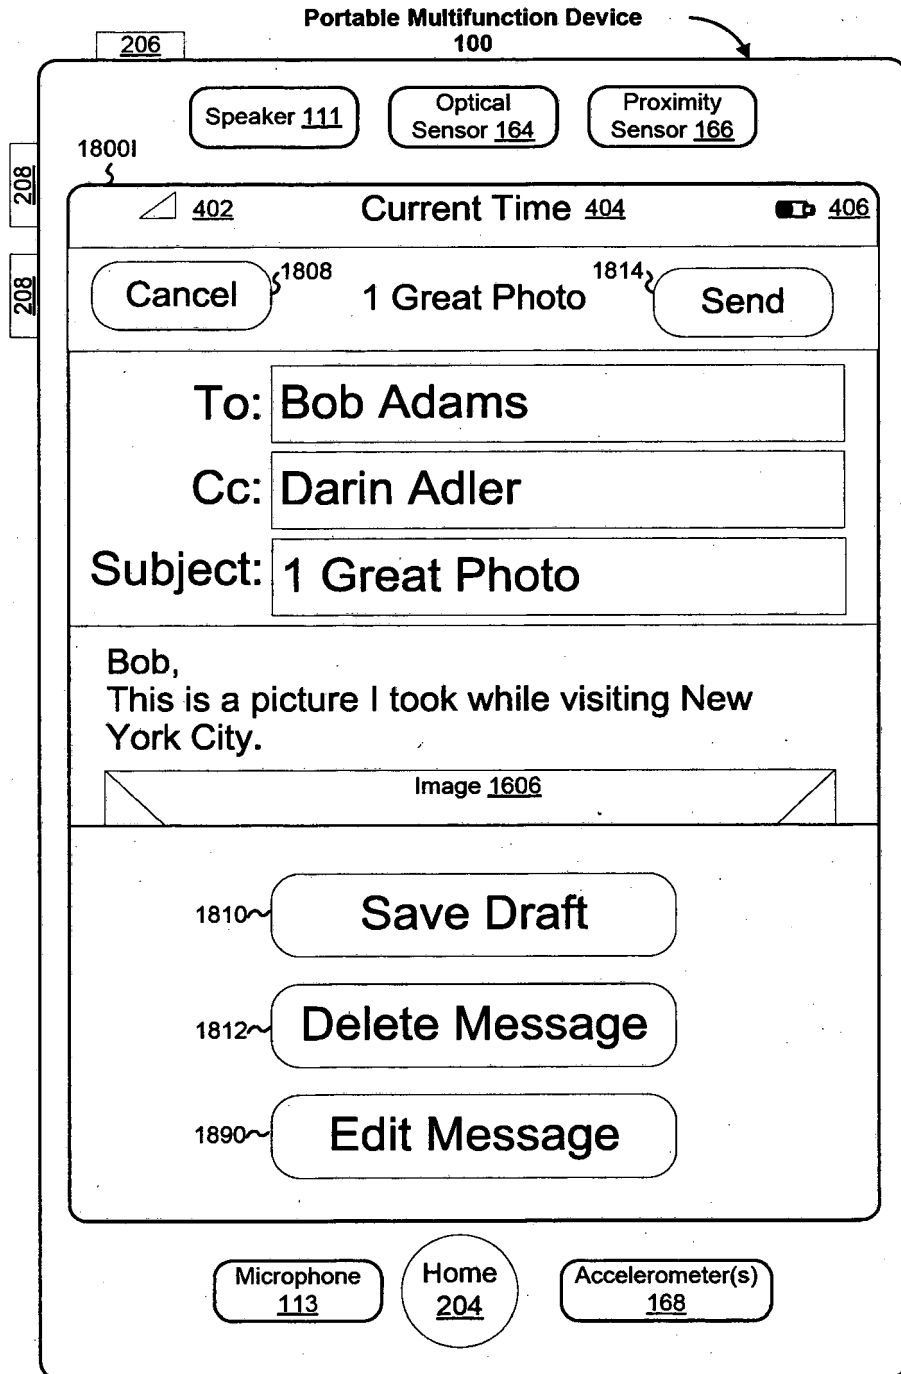 Portable Multifunction Device
100
206
Speaker 111
Optical
Sensor 164
Proximity
Sensor 166
1800I
208
208
402
Current Time 404
406
Cancel
1808
1 Great Photo
1814
Send
To: Bob Adams
Cc: Darin Adler
Subject: 1 Great Photo
Bob,
This is a picture I took while visiting New
York City.
Image 1606
1810
Save Draft
1812
Delete Message
1890
Edit Message
Microphone
113
Home
204
Accelerometer(s)
168